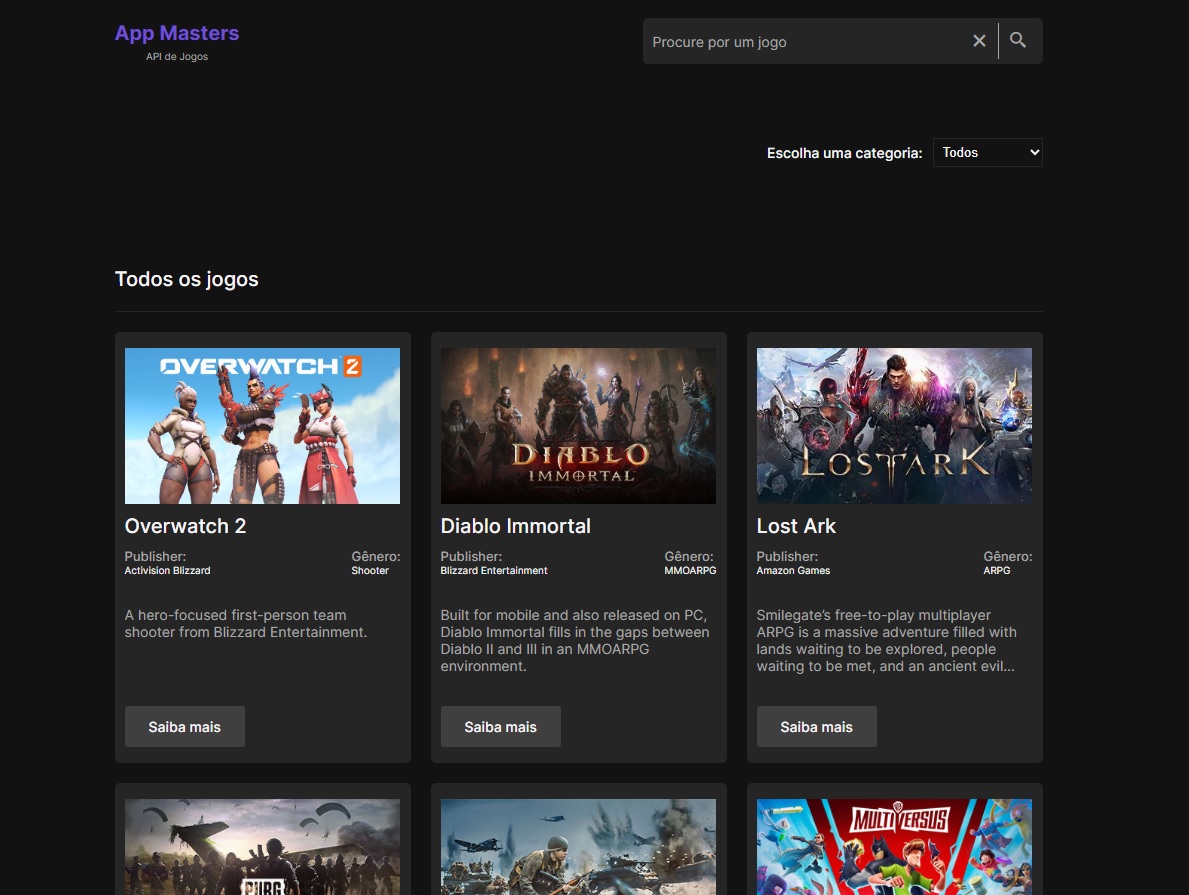 App Masters
API de Jogos
Procure por um jogo
Escolha uma categoria:
Todos
Todos os jogos
OVERWATCH 2
Overwatch 2
Publisher:
Gênero:
Activision Blizzard
Shooter
A hero-focused first-person team
shooter from Blizzard Entertainment.
Saiba mais
DIABLO
IMMORTAL
Diablo Immortal
Publisher:
Gênero:
Blizzard Entertainment
MMOARPG
Built for mobile and also released on PC,
Diablo Immortal fills in the gaps between
Diablo II and III in an MMOARPG
environment.
Saiba mais
LOST ARK
Lost Ark
Publisher:
Gênero:
Amazon Games
ARPG
Smilegate’s free-to-play multiplayer
ARPG is a massive adventure filled with
lands waiting to be explored, people
waiting to be met, and an ancient evil...
Saiba mais
PUBG
MULTIVERSUS